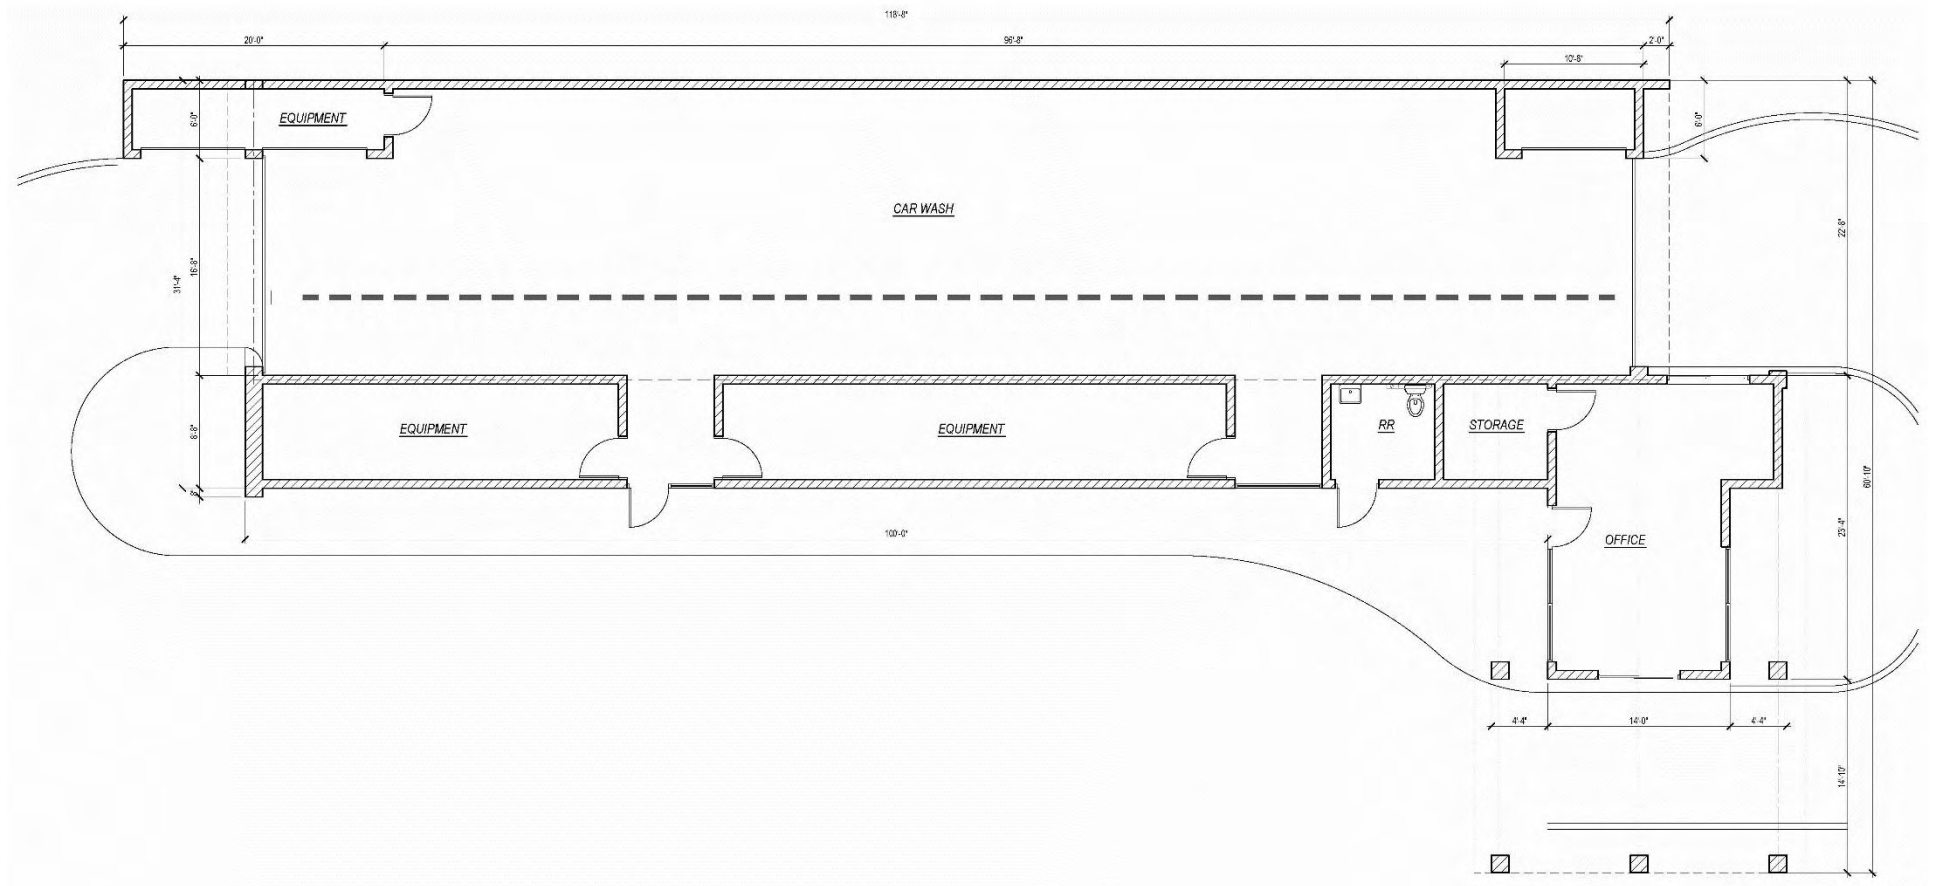 118'-8"
20'-0"
96'-8"
2'-0"
10'-8"
6'-0"
EQUIPMENT
6'-0"
CAR WASH
22'-8"
16'-8"
31'-4"
8'-8"
EQUIPMENT
EQUIPMENT
RR
STORAGE
8"
60'-10"
100'-0"
OFFICE
23'-4"
4'-4"
14'-0"
4'-4"
14'-10"